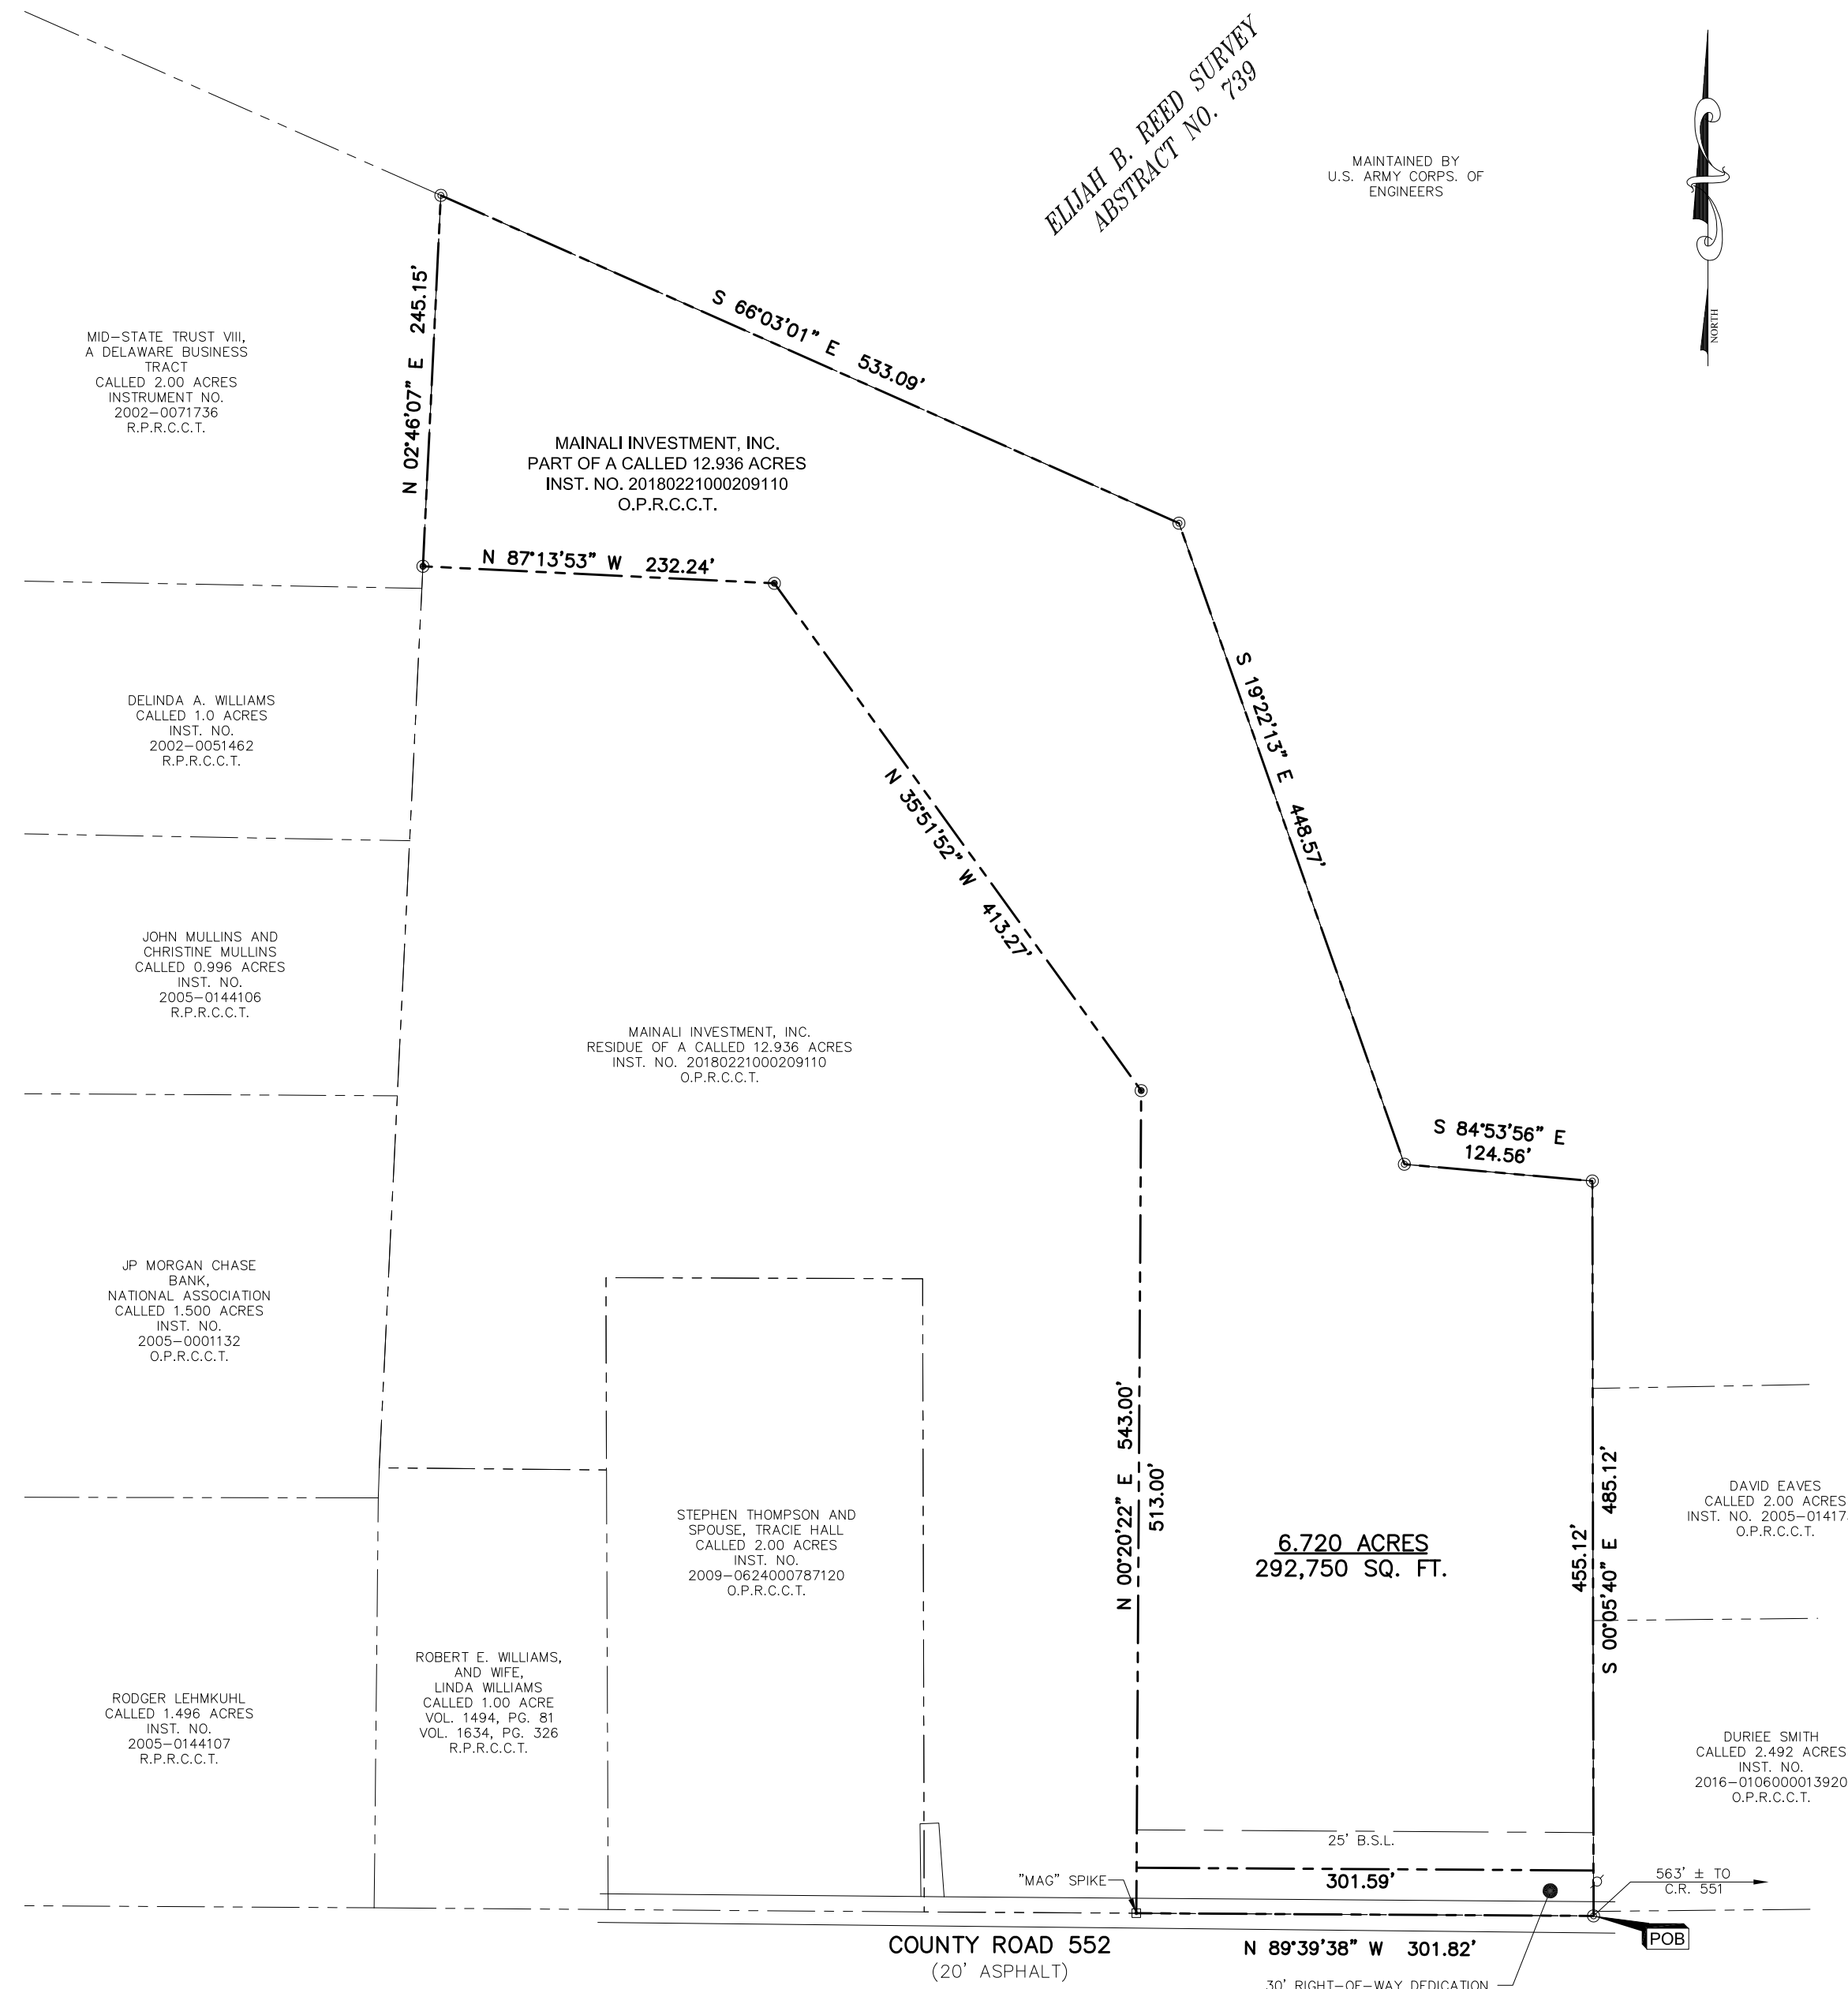 ELIJAH B. REED SURVEY
ABSTRACT NO. 739
MAINTAINED BY
U.S. ARMY CORPS. OF
ENGINEERS
NORTH
MID-STATE TRUST VIII,
A DELAWARE BUSINESS
TRACT
CALLED 2.00 ACRES
INSTRUMENT NO.
2002-0071736
R.P.R.C.C.T.
N 02°46'07" E 245.15'
S 66°03'01" E 533.09'
MAINALI INVESTMENT, INC.
PART OF A CALLED 12.936 ACRES
INST. NO. 20180221000209110
O.P.R.C.C.T.
N 87°13'53" W 232.24'
S 19°22'13" E 448.57'
DELINDA A. WILLIAMS
CALLED 1.0 ACRES
INST. NO.
2002-0051462
R.P.R.C.C.T.
N 35°51'52" W 413.27'
JOHN MULLINS AND
CHRISTINE MULLINS
CALLED 0.996 ACRES
INST. NO.
2005-0144106
R.P.R.C.C.T.
MAINALI INVESTMENT, INC.
RESIDUE OF A CALLED 12.936 ACRES
INST. NO. 20180221000209110
O.P.R.C.C.T.
S 84°53'56" E
124.56'
JP MORGAN CHASE
BANK,
NATIONAL ASSOCIATION
CALLED 1.500 ACRES
INST. NO.
2005-0001132
O.P.R.C.C.T.
N 00°20'22" E 543.00'
513.00'
455.12'
S 00°05'40" E 485.12'
DAVID EAVES
CALLED 2.00 ACRES
INST. NO. 2005-01417
O.P.R.C.C.T.
STEPHEN THOMPSON AND
SPOUSE, TRACIE HALL
CALLED 2.00 ACRES
INST. NO.
2009-0624000787120
O.P.R.C.C.T.
6.720 ACRES
292,750 SQ. FT.
ROBERT E. WILLIAMS,
AND WIFE,
LINDA WILLIAMS
CALLED 1.00 ACRE
VOL. 1494, PG. 81
VOL. 1634, PG. 326
R.P.R.C.C.T.
RODGER LEHMKUHL
CALLED 1.496 ACRES
INST. NO.
2005-0144107
R.P.R.C.C.T.
DURIEE SMITH
CALLED 2.492 ACRES
INST. NO.
2016-0106000013920
O.P.R.C.C.T.
25' B.S.L.
"MAG" SPIKE
301.59'
563' ± TO
C.R. 551
POB
COUNTY ROAD 552
(20' ASPHALT)
N 89°39'38" W 301.82'
30' RIGHT-OF-WAY DEDICATION